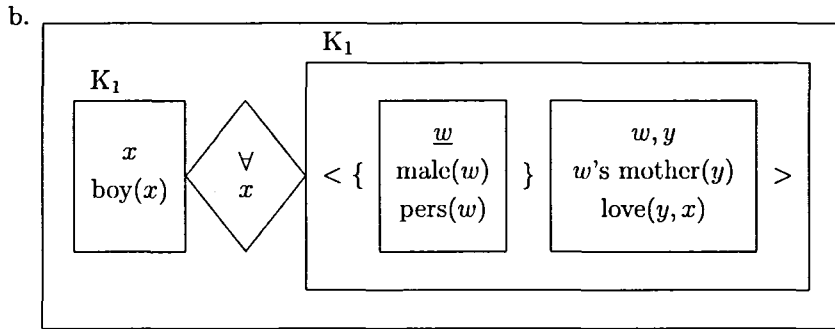 b.
K₁
K₁
x
boy(x)
∀
x
< {
w
male(w)
pers(w)
}
w, y
w's mother(y)
love(y, x)
>